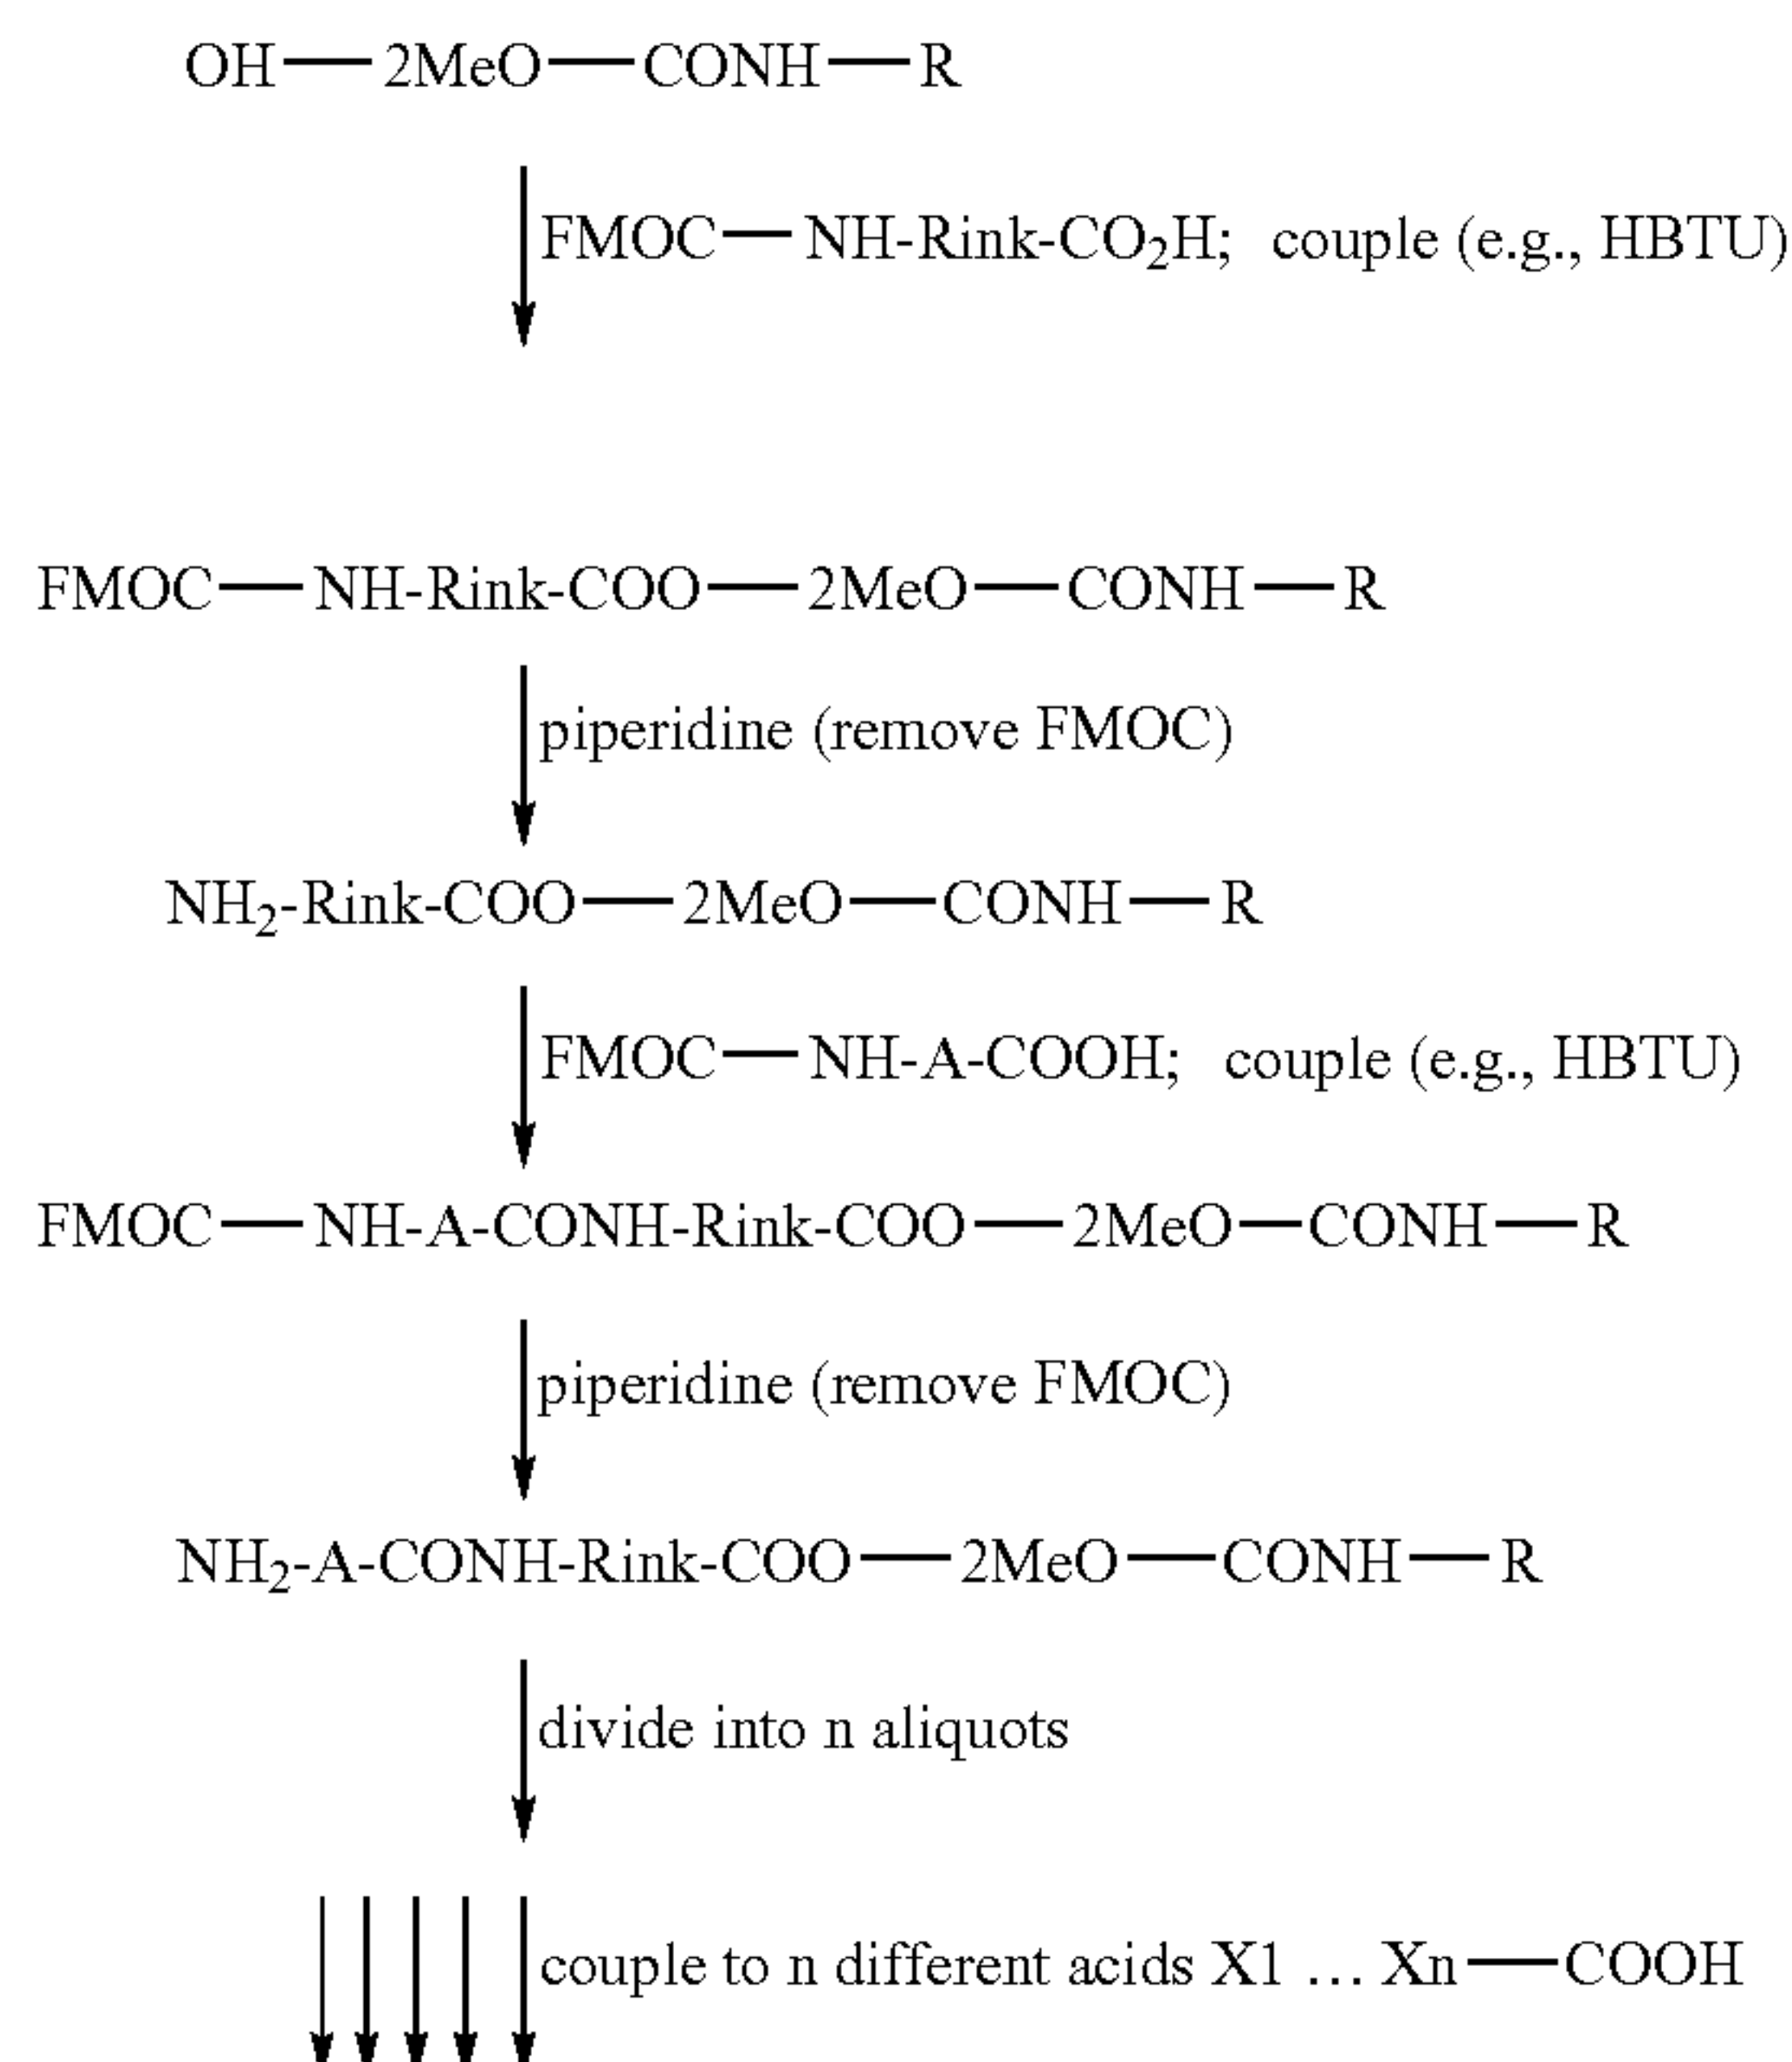 OH—2MeO—CONH—R
FMOC—NH-Rink-CO₂H; couple (e.g., HBTU)
FMOC—NH-Rink-COO—2MeO—CONH—R
piperidine (remove FMOC)
NH₂-Rink-COO—2MeO—CONH—R
FMOC—NH-A-COOH; couple (e.g., HBTU)
FMOC—NH-A-CONH-Rink-COO—2MeO—CONH—R
piperidine (remove FMOC)
NH₂-A-CONH-Rink-COO—2MeO—CONH—R
divide into n aliquots
couple to n different acids X1 … Xn—COOH